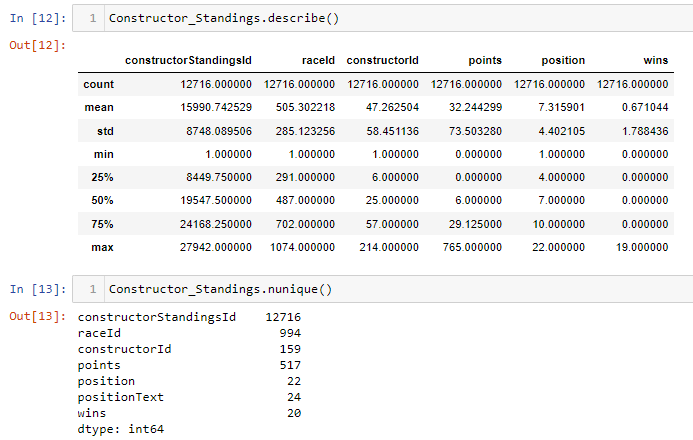 In [12]: 1 Constructor_Standings.describe()
Out[12]:
constructorStandingsId raceId constructorId points position wins
count 12716.000000 12716.000000 12716.000000 12716.000000 12716.000000 12716.000000
mean 15990.742529 505.302218 47.262504 32.244299 7.315901 0.671044
std 8748.089506 285.123256 58.451136 73.503280 4.402105 1.788436
min 1.000000 1.000000 1.000000 0.000000 1.000000 0.000000
25% 8449.750000 291.000000 6.000000 0.000000 4.000000 0.000000
50% 19547.500000 487.000000 25.000000 6.000000 7.000000 0.000000
75% 24168.250000 702.000000 57.000000 29.125000 10.000000 0.000000
max 27942.000000 1074.000000 214.000000 765.000000 22.000000 19.000000
In [13]: 1 Constructor_Standings.nunique()
Out[13]: constructorStandingsId 12716
raceId 994
constructorId 159
points 517
position 22
positionText 24
wins 20
dtype: int64